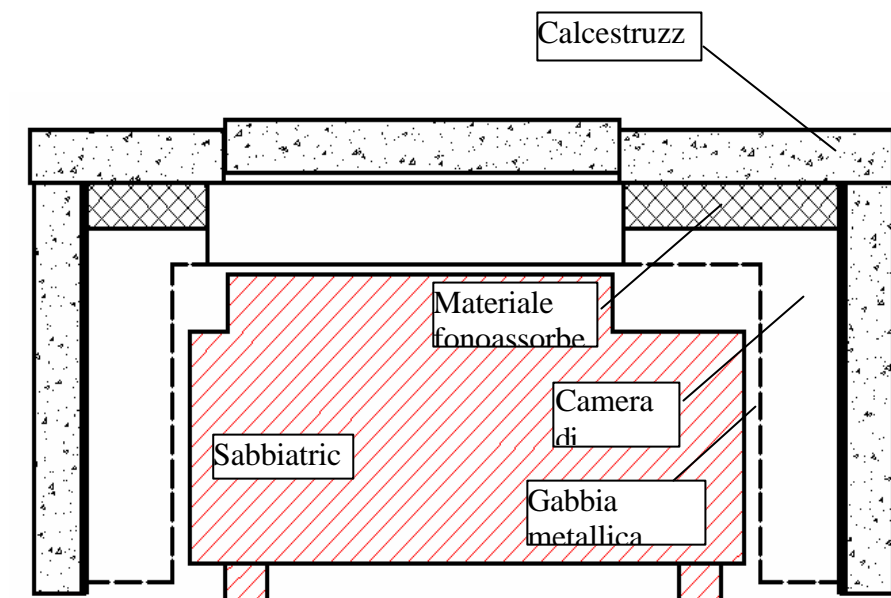 Calcestruzz
Materiale
fonoassorbe
Camera
di
Sabbiatric
Gabbia
metallica